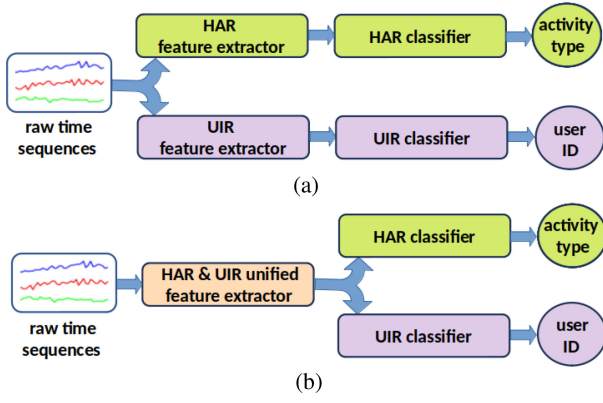 HAR
feature extractor
HAR classifier
activity
type
raw time
sequences
UIR
feature extractor
UIR classifier
user
ID
(a)
raw time
sequences
HAR & UIR unified
feature extractor
HAR classifier
activity
type
UIR classifier
user
ID
(b)